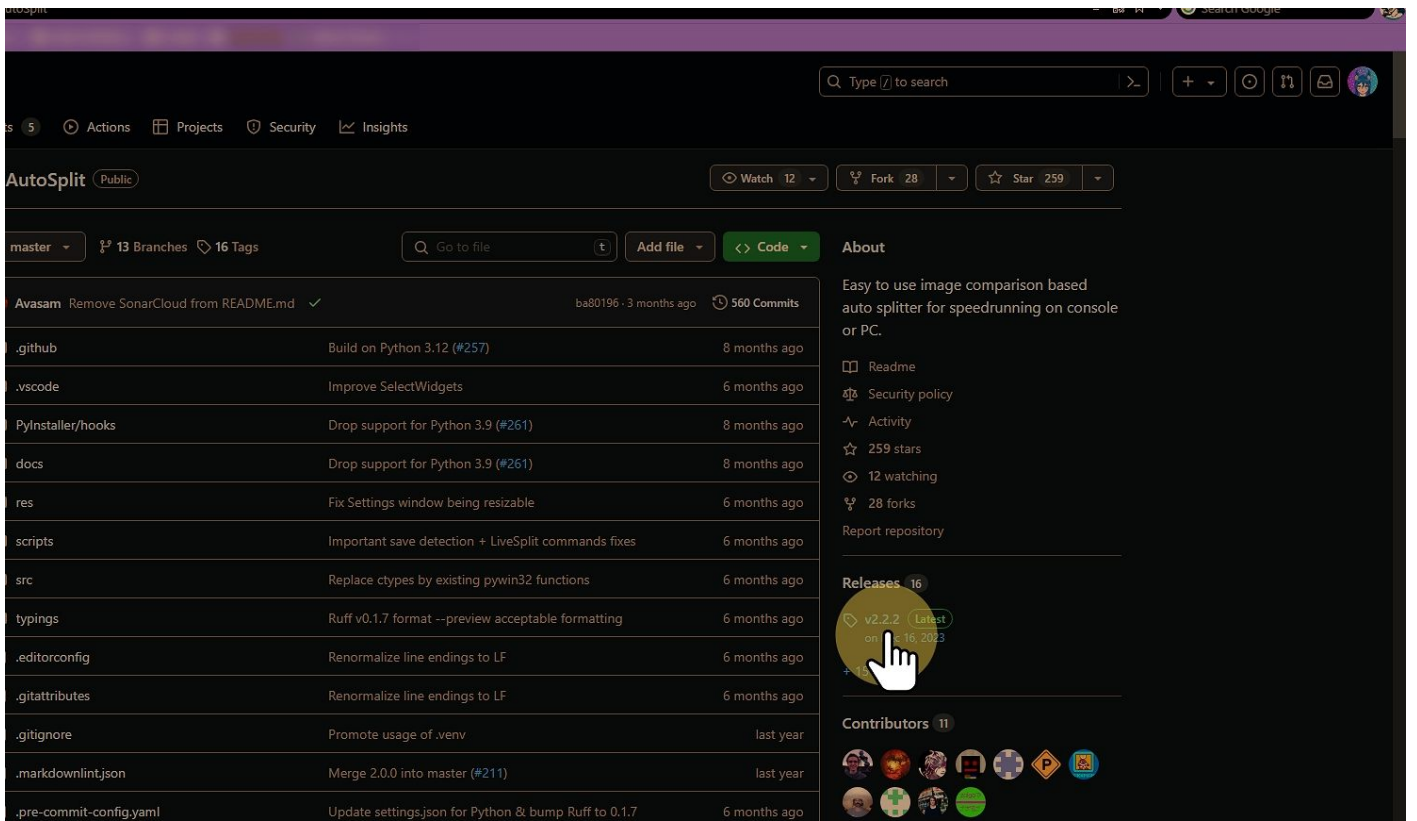 Search Google
Type / to search
5 Actions Projects Security Insights
AutoSplit Public Watch 12 Fork 28 Star 259
master 13 Branches 16 Tags Go to file t Add file Code About
Easy to use image comparison based
auto splitter for speedrunning on console
or PC.
Avasam Remove SonarCloud from README.md ba80196 · 3 months ago 560 Commits
.github Build on Python 3.12 (#257) 8 months ago
.vscode Improve SelectWidgets 6 months ago
PyInstaller/hooks Drop support for Python 3.9 (#261) 8 months ago
docs Drop support for Python 3.9 (#261) 8 months ago
res Fix Settings window being resizable 6 months ago
scripts Important save detection + LiveSplit commands fixes 6 months ago
src Replace ctypes by existing pywin32 functions 6 months ago
typings Ruff v0.1.7 format --preview acceptable formatting 6 months ago
.editorconfig Renormalize line endings to LF 6 months ago
.gitattributes Renormalize line endings to LF 6 months ago
.gitignore Promote usage of .venv last year
.markdownlint.json Merge 2.0.0 into master (#211) last year
.pre-commit-config.yaml Update settings.json for Python & bump Ruff to 0.1.7 6 months ago
Readme
Security policy
Activity
259 stars
12 watching
28 forks
Report repository
Releases 16
v2.2.2 Latest
on 16, 2023
+ 15
Contributors 11